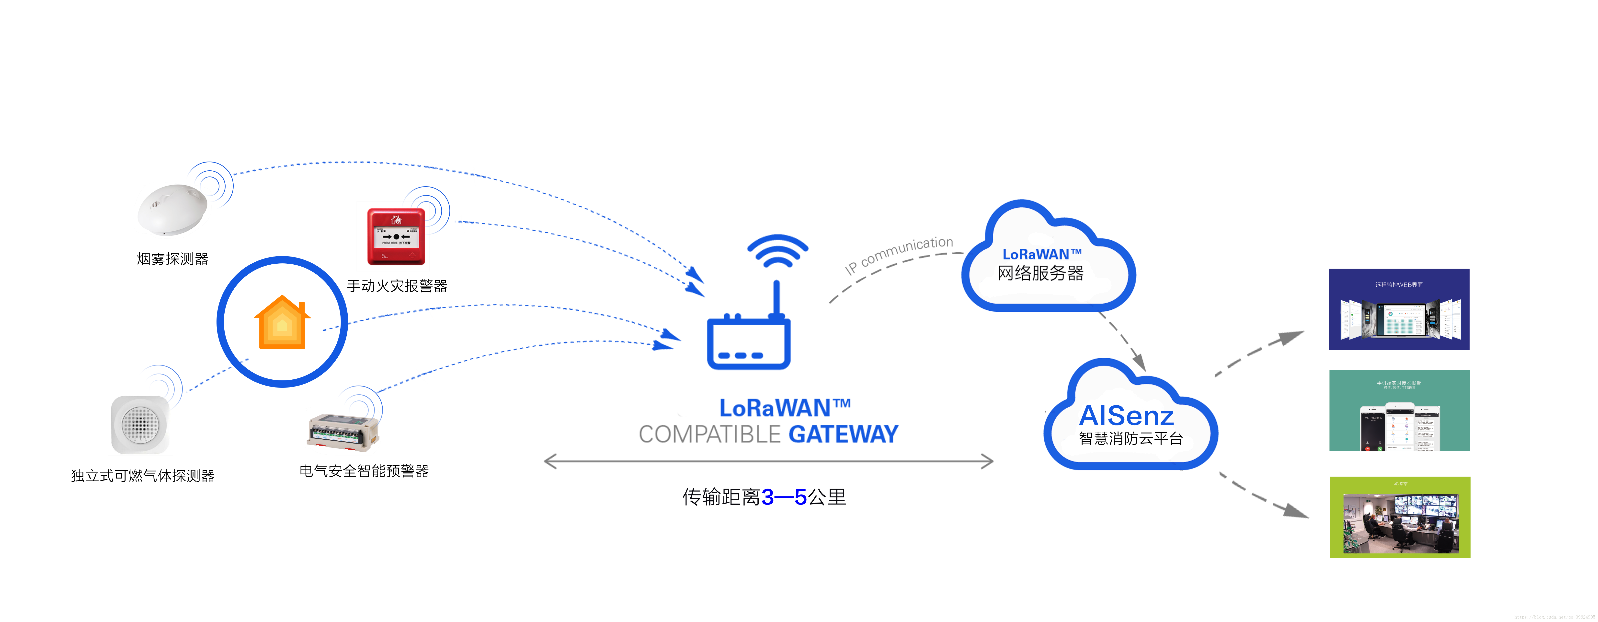 烟雾探测器
手动火灾报警器
独立式可燃气体探测器
电气安全智能预警器
LoRaWAN™
COMPATIBLE GATEWAY
传输距离3—5公里
IP communication
LoRaWAN™
网络服务器
AISenz
智慧消防云平台